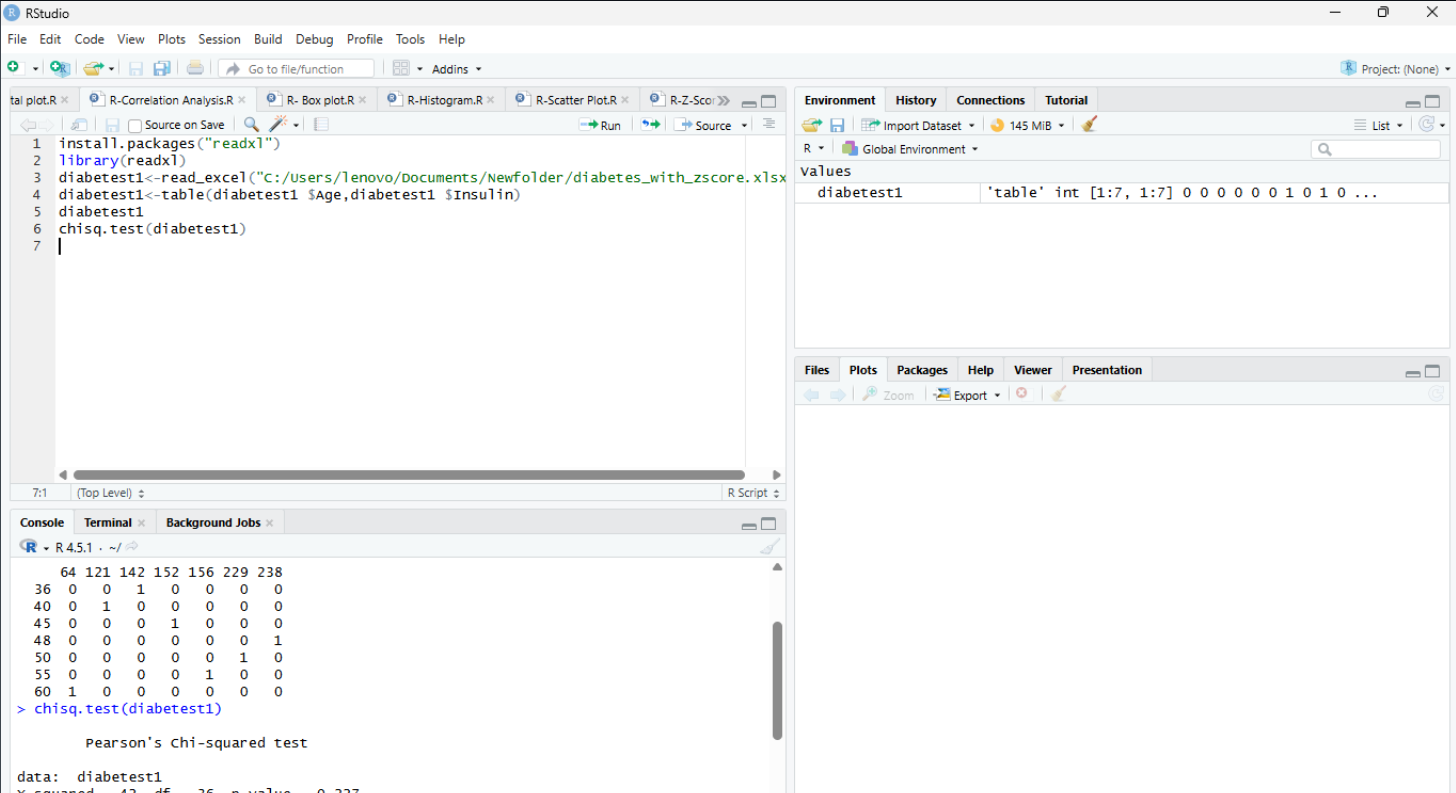 RStudio
File Edit Code View Plots Session Build Debug Profile Tools Help
Go to file/function Addins Project: (None)
tal plot.R R-Correlation Analysis.R R- Box plot.R R-Histogram.R R-Scatter Plot.R R-Z-Scor
Source on Save Run Source
1 install.packages("readxl")
2 library(readxl)
3 diabetest1<-read_excel("C:/Users/lenovo/Documents/Newfolder/diabetes_with_zscore.xlsx
4 diabetest1<-table(diabetest1 $Age,diabetest1 $Insulin)
5 diabetest1
6 chisq.test(diabetest1)
7
7:1 (Top Level) R Script
Console Terminal Background Jobs
R 4.5.1 · ~/
64 121 142 152 156 229 238
36 0 0 1 0 0 0 0
40 0 1 0 0 0 0 0
45 0 0 0 1 0 0 0
48 0 0 0 0 0 0 1
50 0 0 0 0 0 1 0
55 0 0 0 0 1 0 0
60 1 0 0 0 0 0 0
> chisq.test(diabetest1)
Pearson's Chi-squared test
data: diabetest1
Environment History Connections Tutorial
Import Dataset 145 MiB List
R Global Environment
Values
diabetest1 'table' int [1:7, 1:7] 0 0 0 0 0 0 1 0 1 0 ...
Files Plots Packages Help Viewer Presentation
Zoom Export